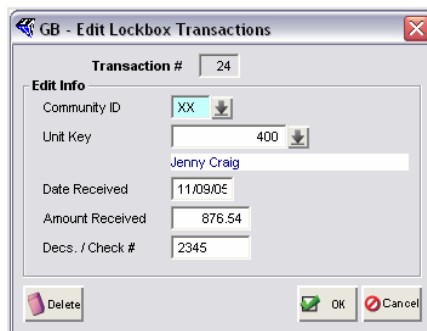 GB - Edit Lockbox Transactions
Transaction # 24
Edit Info
Community ID XX
Unit Key 400
Jenny Craig
Date Received 11/09/05
Amount Received 876.54
Decs. / Check # 2345
Delete OK Cancel